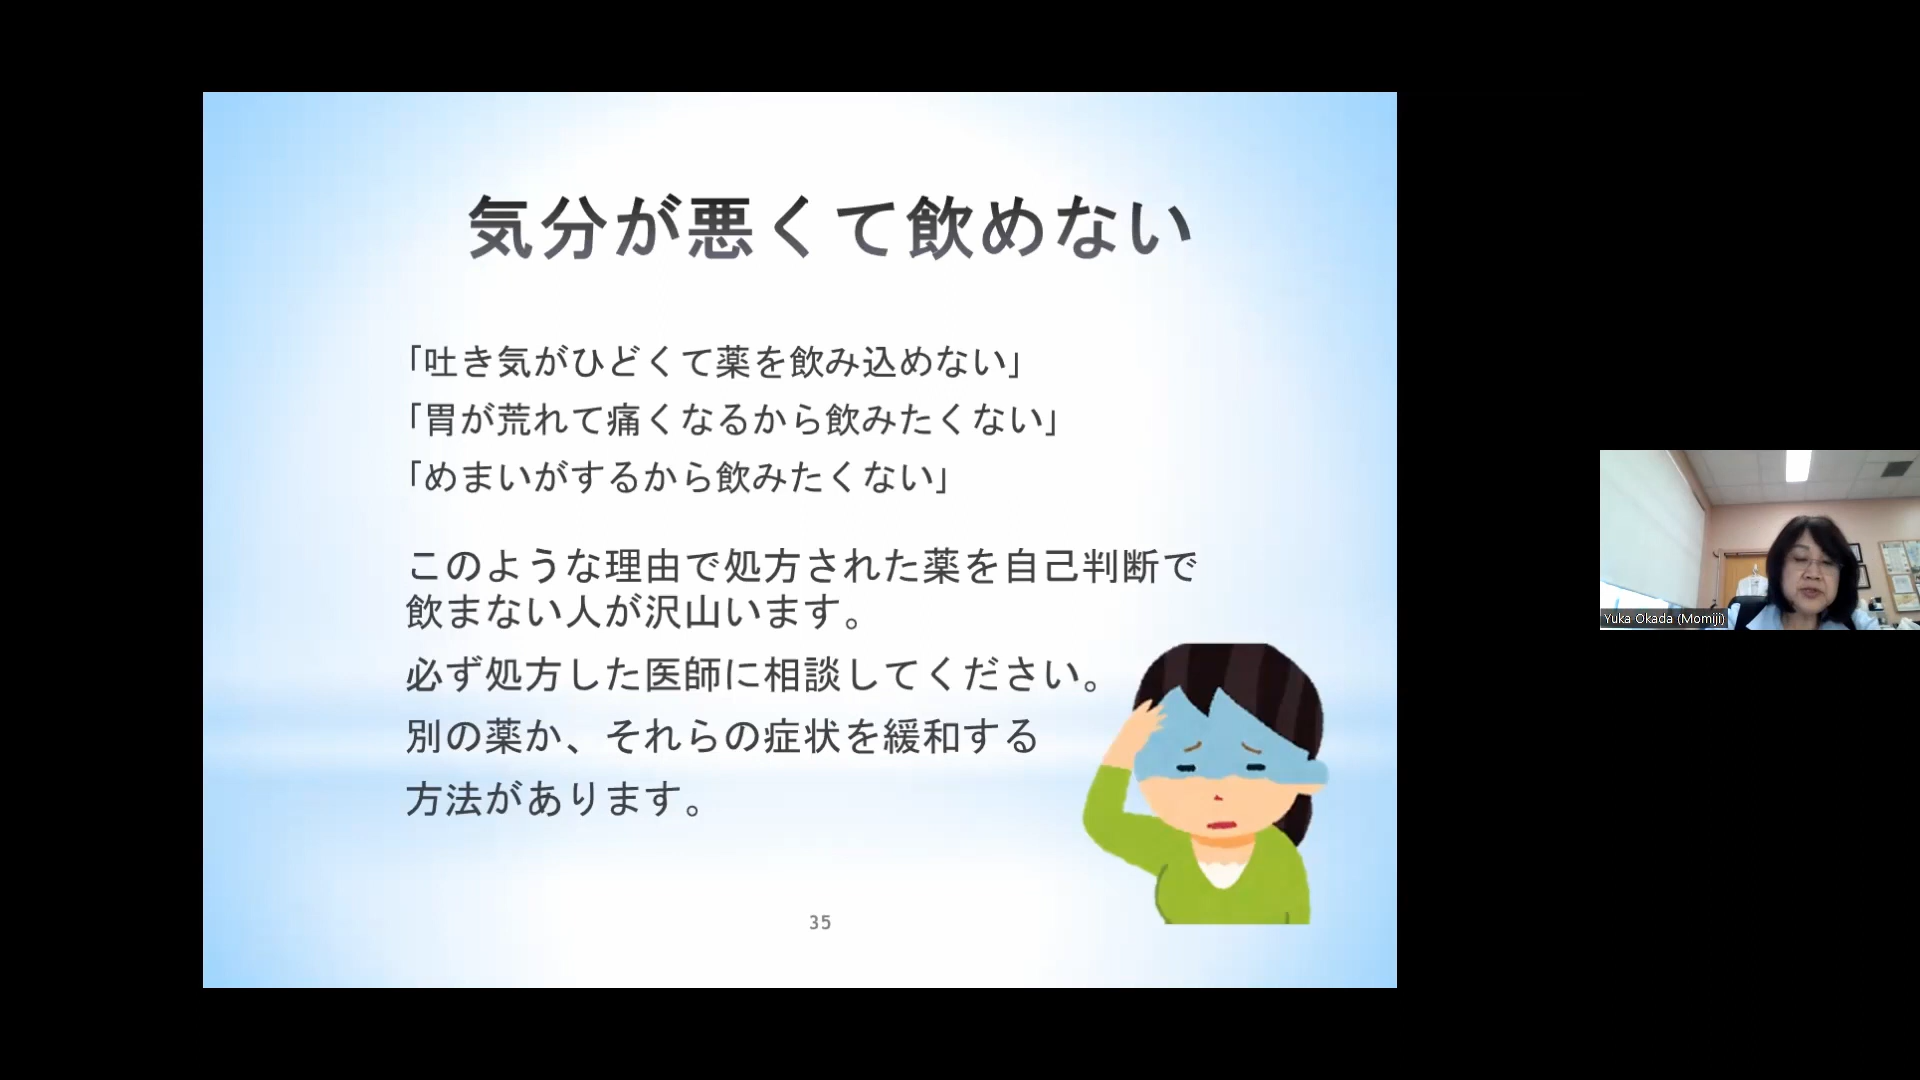 気分が悪くて飲めない
「吐き気がひどくて薬を飲み込めない」
「胃が荒れて痛くなるから飲みたくない」
「めまいがするから飲みたくない」
このような理由で処方された薬を自己判断で
飲まない人が沢山います。
必ず処方した医師に相談してください。
別の薬か、それらの症状を緩和する
方法があります。
35
Yuka Okada (Momiji)